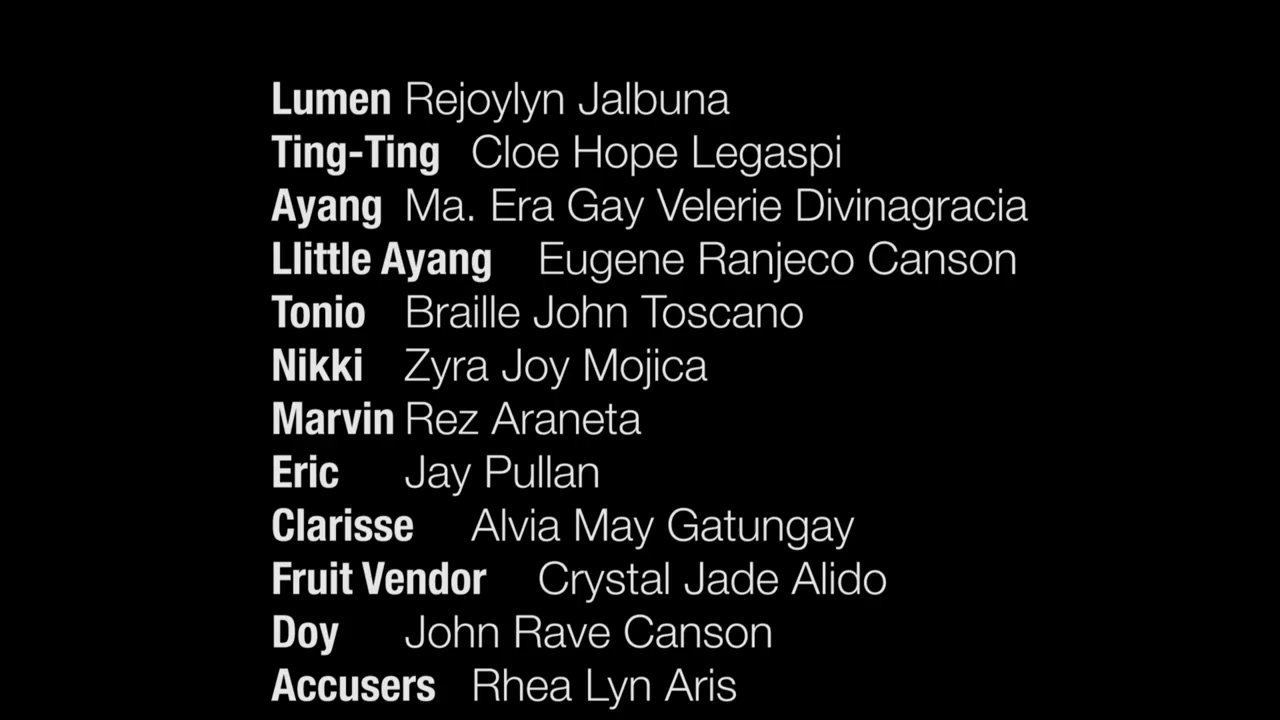 Lumen Rejoylyn Jalbuna
Ting-Ting Cloe Hope Legaspi
Ayang Ma. Era Gay Velerie Divinagracia
Llittle Ayang Eugene Ranjeco Canson
Tonio Braille John Toscano
Nikki Zyra Joy Mojica
Marvin Rez Araneta
Eric Jay Pullan
Clarisse Alvia May Gatungay
Fruit Vendor Crystal Jade Alido
Doy John Rave Canson
Accusers Rhea Lyn Aris